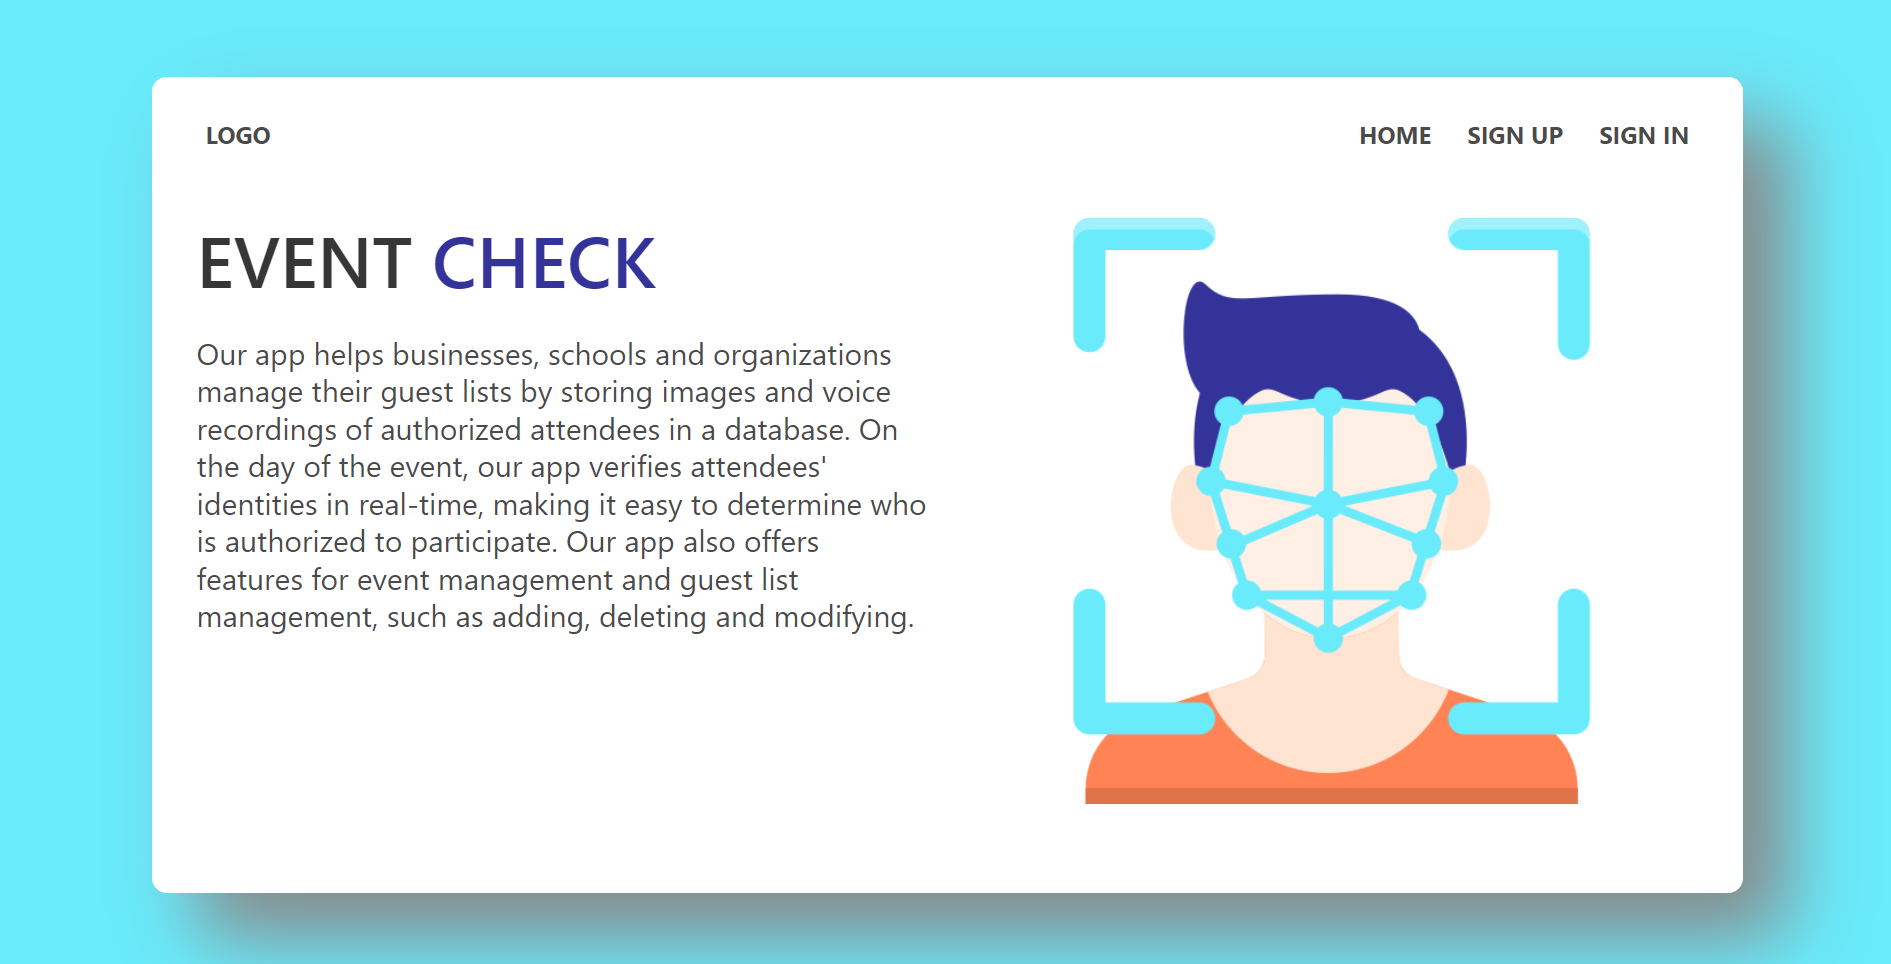 LOGO
HOME SIGN UP SIGN IN
EVENT CHECK
Our app helps businesses, schools and organizations
manage their guest lists by storing images and voice
recordings of authorized attendees in a database. On
the day of the event, our app verifies attendees'
identities in real-time, making it easy to determine who
is authorized to participate. Our app also offers
features for event management and guest list
management, such as adding, deleting and modifying.